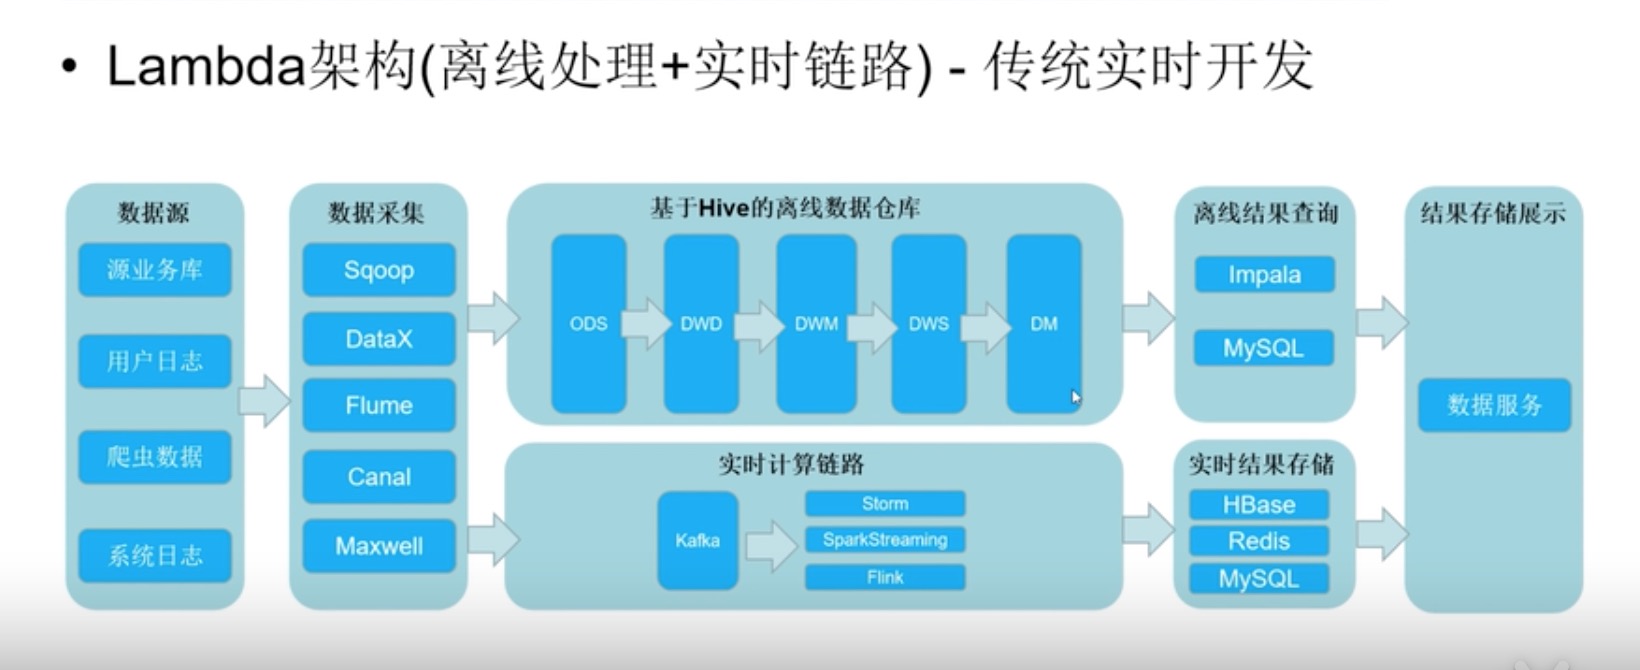 • Lambda架构(离线处理+实时链路) - 传统实时开发
数据源
源业务库
用户日志
爬虫数据
系统日志
数据采集
Sqoop
DataX
Flume
Canal
Maxwell
基于Hive的离线数据仓库
ODS
DWD
DWM
DWS
DM
实时计算链路
Kafka
Storm
SparkStreaming
Flink
离线结果查询
Impala
MySQL
实时结果存储
HBase
Redis
MySQL
结果存储展示
数据服务